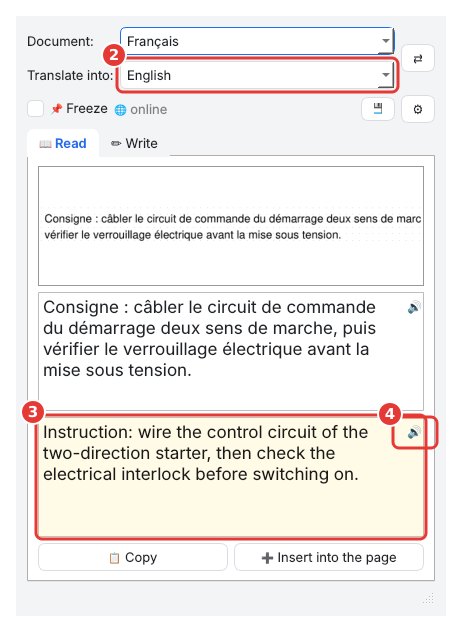 Document: Français
2
Translate into: English
Freeze online
Read Write
Consigne : câbler le circuit de commande du démarrage deux sens de marc
vérifier le verrouillage électrique avant la mise sous tension.
Consigne : câbler le circuit de commande
du démarrage deux sens de marche, puis
vérifier le verrouillage électrique avant la
mise sous tension.
3
4
Instruction: wire the control circuit of the
two-direction starter, then check the
electrical interlock before switching on.
Copy Insert into the page